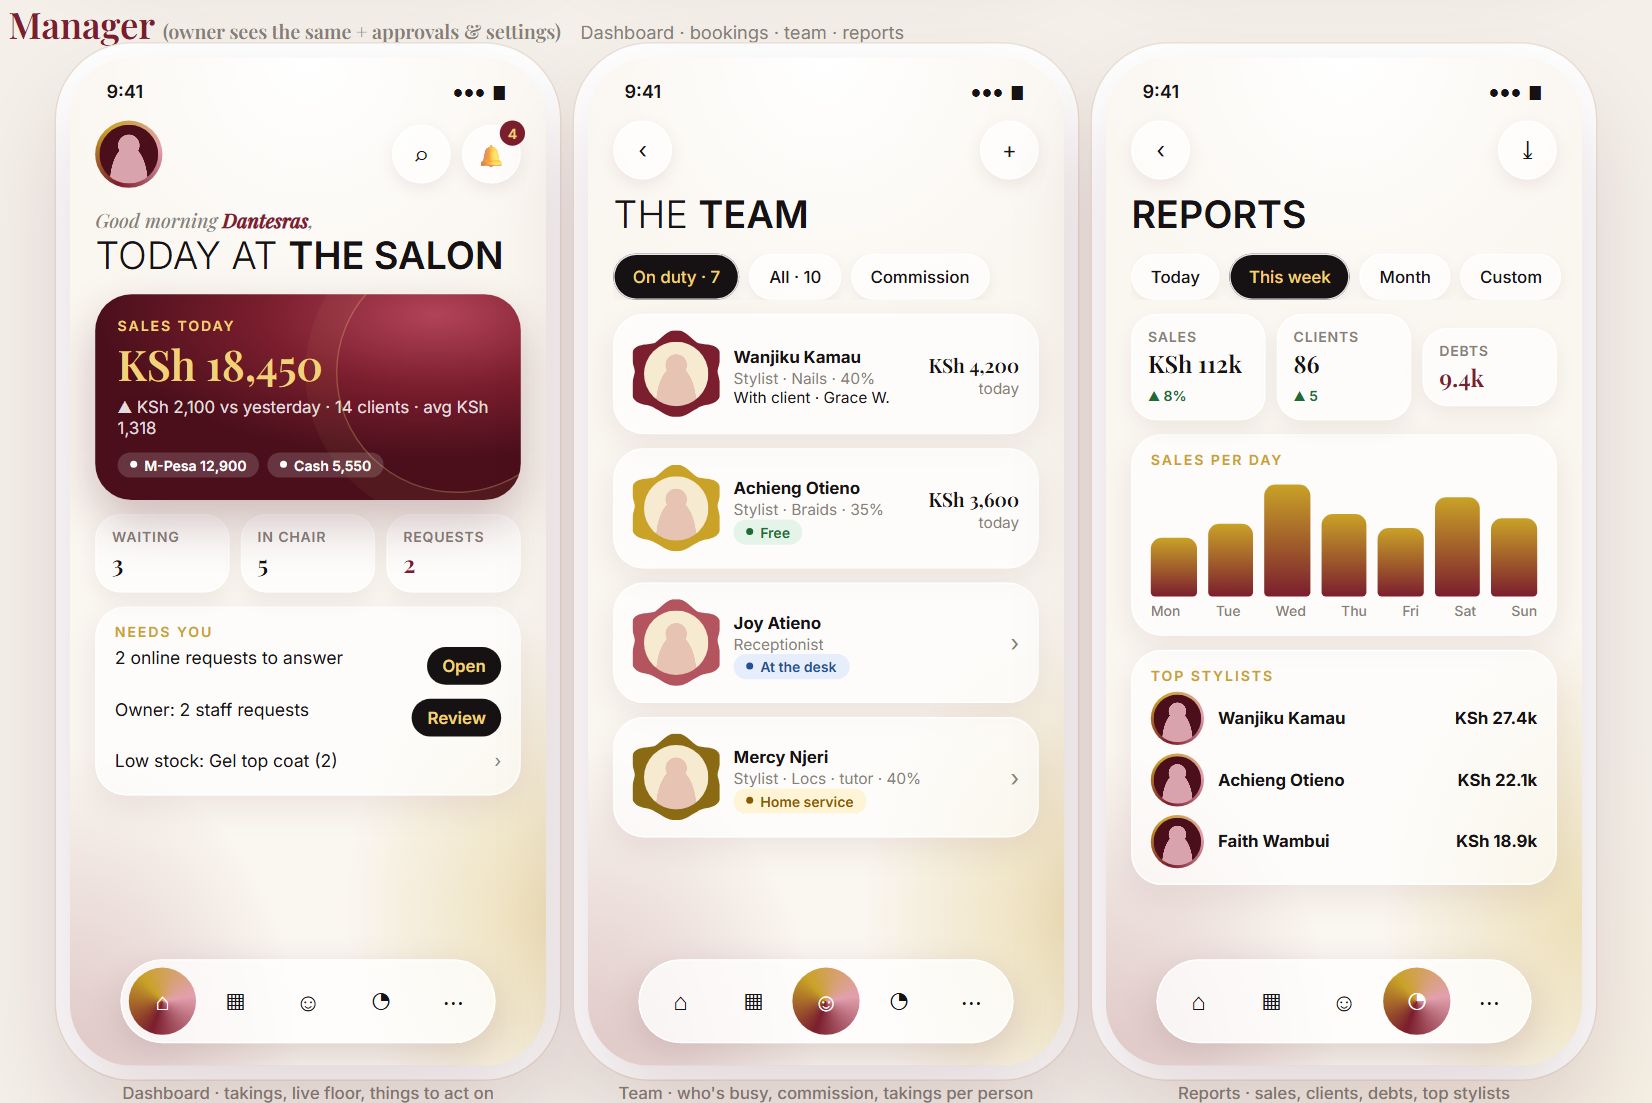 Manager (owner sees the same + approvals & settings) Dashboard · bookings · team · reports
9:41
4
Good morning Dantesras,
TODAY AT THE SALON
SALES TODAY
KSh 18,450
▲ KSh 2,100 vs yesterday · 14 clients · avg KSh
1,318
M-Pesa 12,900
Cash 5,550
WAITING
3
IN CHAIR
5
REQUESTS
2
NEEDS YOU
2 online requests to answer
Open
Owner: 2 staff requests
Review
Low stock: Gel top coat (2)
Dashboard · takings, live floor, things to act on
9:41
THE TEAM
On duty · 7
All · 10
Commission
Wanjiku Kamau
Stylist · Nails · 40%
With client · Grace W.
KSh 4,200
today
Achieng Otieno
Stylist · Braids · 35%
Free
KSh 3,600
today
Joy Atieno
Receptionist
At the desk
Mercy Njeri
Stylist · Locs · tutor · 40%
Home service
Team · who's busy, commission, takings per person
9:41
REPORTS
Today
This week
Month
Custom
SALES
KSh 112k
▲ 8%
CLIENTS
86
▲ 5
DEBTS
9.4k
SALES PER DAY
Mon Tue Wed Thu Fri Sat Sun
TOP STYLISTS
Wanjiku Kamau KSh 27.4k
Achieng Otieno KSh 22.1k
Faith Wambui KSh 18.9k
Reports · sales, clients, debts, top stylists